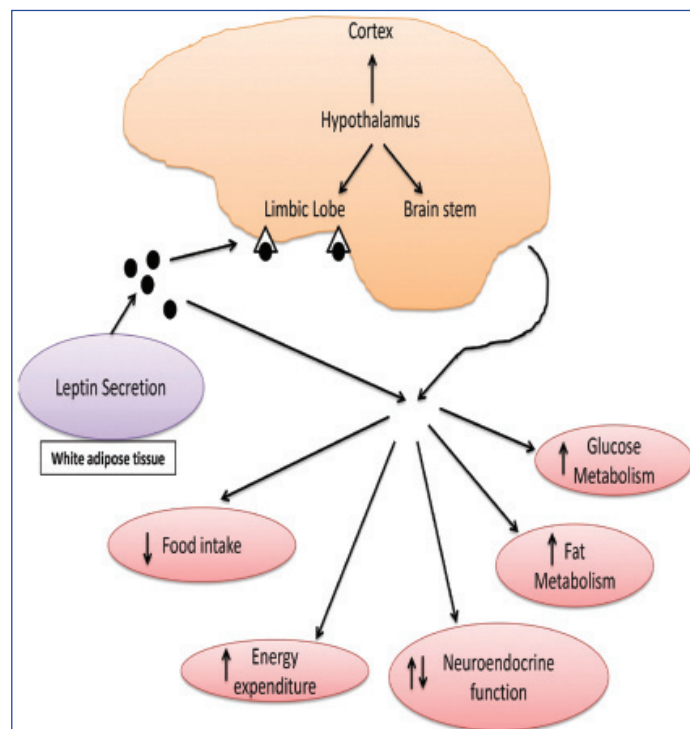 Cortex
Hypothalamus
Limbic Lobe
Brain stem
Leptin Secretion
White adipose tissue
Glucose
Metabolism
Food intake
Fat
Metabolism
Energy
expenditure
Neuroendocrine
function